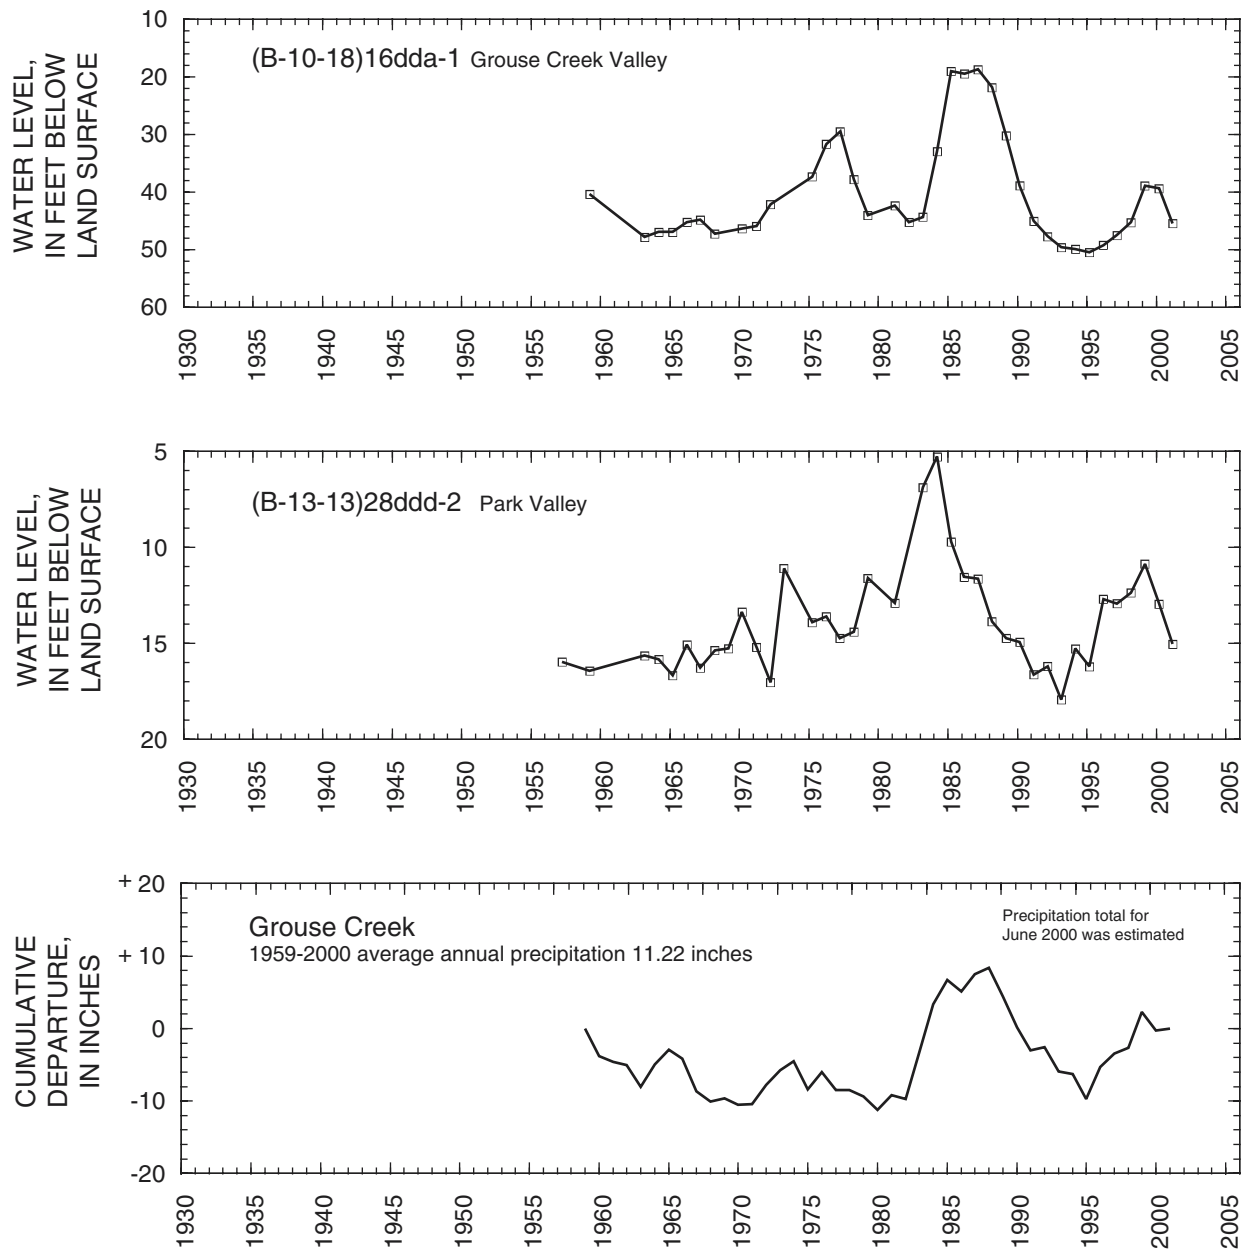 WATER LEVEL,
IN FEET BELOW
LAND SURFACE
10
20
30
40
50
60
(B-10-18)16dda-1 Grouse Creek Valley
1930 1935 1940 1945 1950 1955 1960 1965 1970 1975 1980 1985 1990 1995 2000 2005
WATER LEVEL,
IN FEET BELOW
LAND SURFACE
5
10
15
20
(B-13-13)28ddd-2 Park Valley
1930 1935 1940 1945 1950 1955 1960 1965 1970 1975 1980 1985 1990 1995 2000 2005
CUMULATIVE
DEPARTURE,
IN INCHES
+ 20
+ 10
0
-10
-20
Grouse Creek
1959-2000 average annual precipitation 11.22 inches
Precipitation total for
June 2000 was estimated
1930 1935 1940 1945 1950 1955 1960 1965 1970 1975 1980 1985 1990 1995 2000 2005